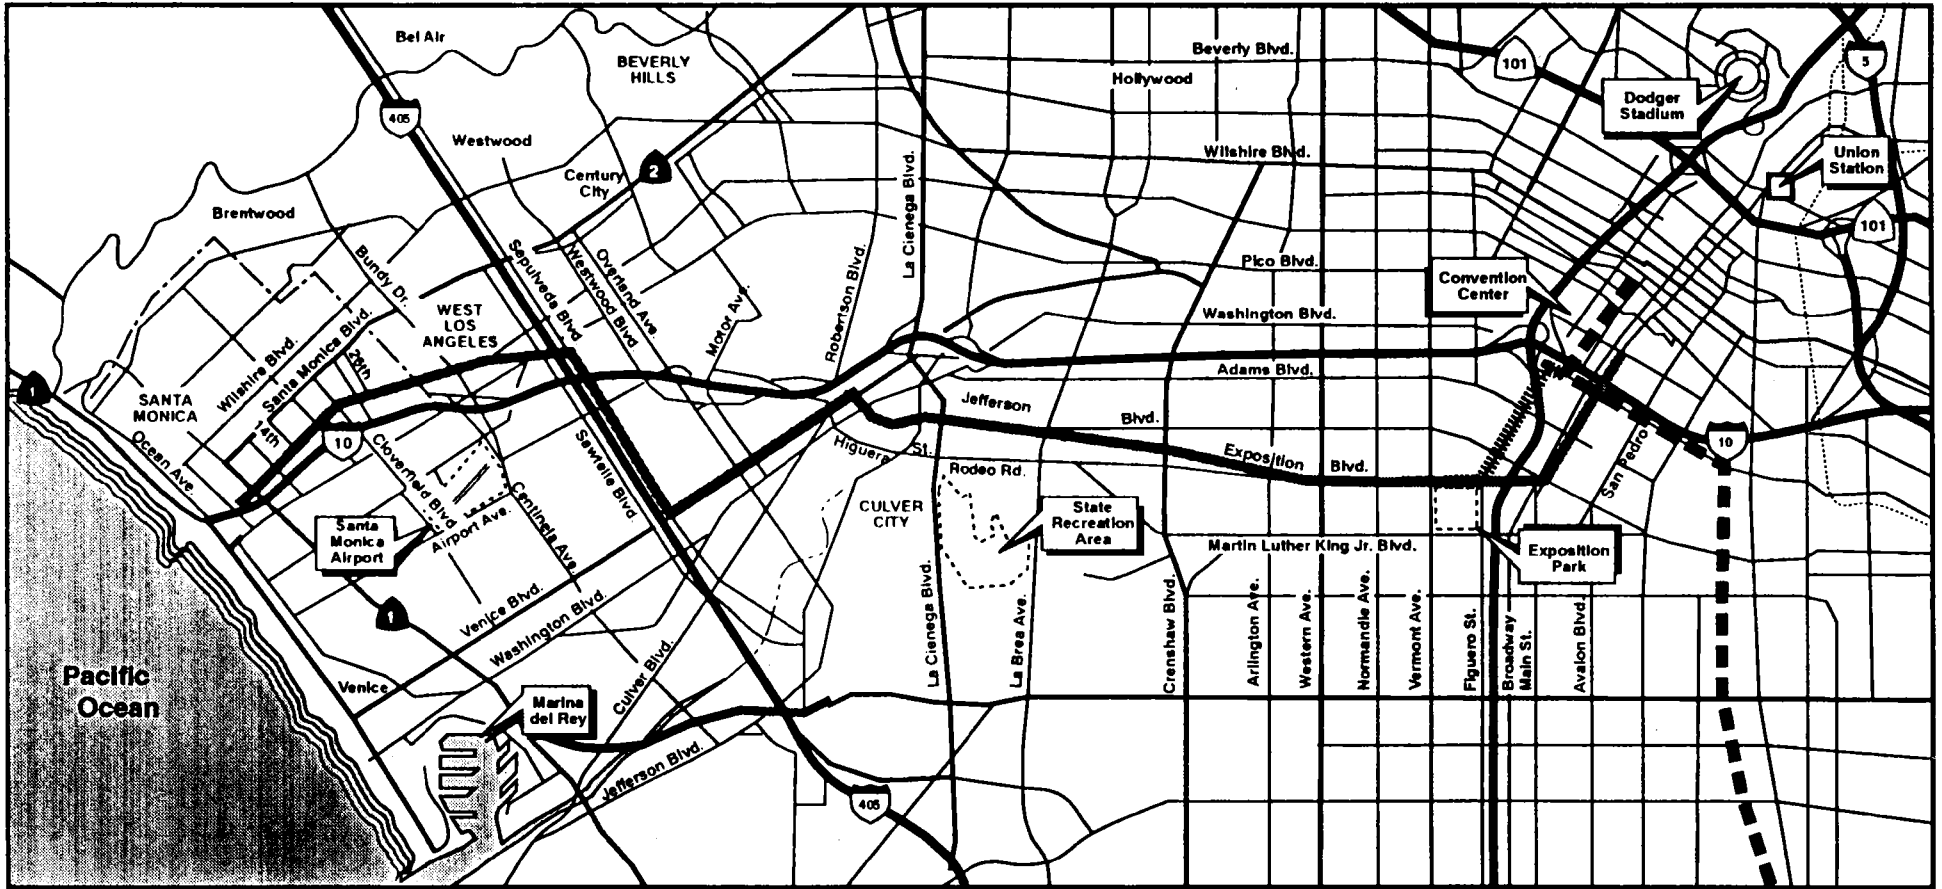 Bel Air
BEVERLY
HILLS
Beverly Blvd.
Hollywood
101
5
Dodger
Stadium
405
Westwood
Century
City
2
Wilshire Blvd.
Union
Station
Brentwood
La Cienega Blvd.
101
Bundy Dr.
Sepulveda Blvd
Westwood Blvd.
Overland Ave.
Motor Ave.
Robertson Blvd.
Pico Blvd.
Convention
Center
WEST
LOS
ANGELES
Washington Blvd.
Wilshire Blvd.
Santa Monica Blvd.
26th
14th
SANTA
MONICA
1
Adams Blvd.
Jefferson
Blvd.
Ocean Ave.
10
Cloverfield Blvd
Sawtelle Blvd
Higuera St.
Exposition Blvd.
10
San Pedro
Rodeo Rd.
CULVER
CITY
State
Recreation
Area
Santa
Monica
Airport
Airport Ave.
Centinela Ave.
Martin Luther King Jr. Blvd.
Exposition
Park
1
Venice Blvd.
Washington Blvd.
Culver Blvd.
La Cienega Blvd.
La Brea Ave.
Crenshaw Blvd.
Arlington Ave.
Western Ave.
Normandie Ave.
Vermont Ave.
Figuero St.
Broadway
Main St.
Avalon Blvd.
Pacific
Ocean
Venice
Marina
del Rey
Jefferson Blvd.
405